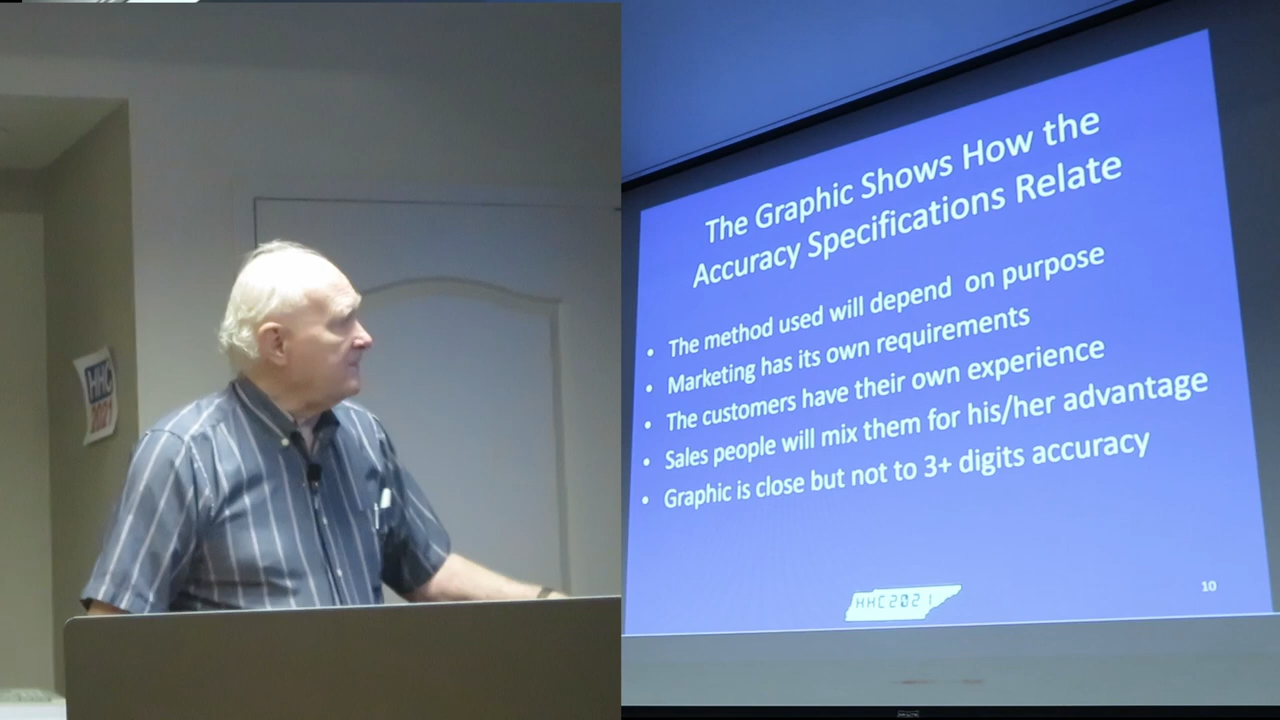 HHC
2021
The Graphic Shows How the
Accuracy Specifications Relate
• The method used will depend on purpose
• Marketing has its own requirements
• The customers have their own experience
• Sales people will mix them for his/her advantage
• Graphic is close but not to 3+ digits accuracy
HHC2021
10